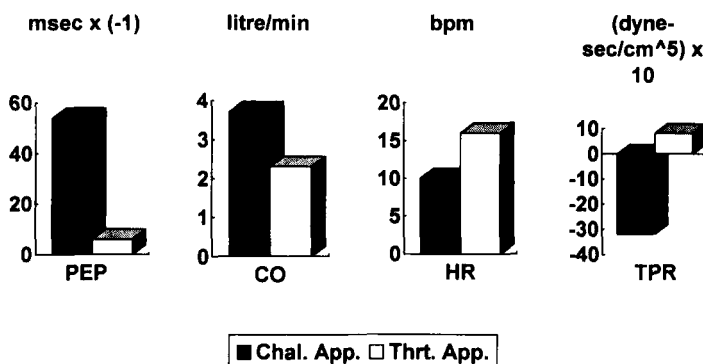 msec x (-1)
litre/min
bpm
(dyne-
sec/cm^5) x
10
60
40
20
0
PEP
4
3
2
1
0
CO
20
15
10
5
0
HR
10
0
-10
-20
-30
-40
TPR
Chal. App. Thrt. App.